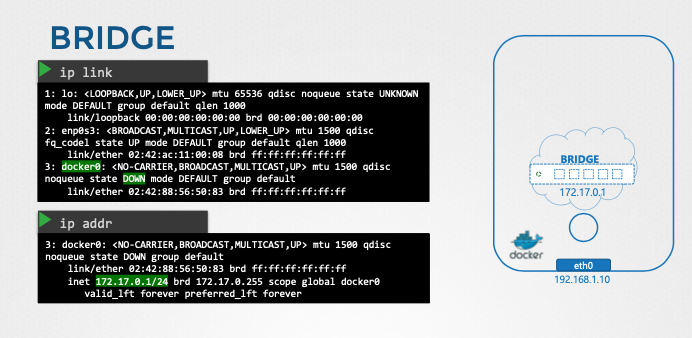 BRIDGE
ip link
1: lo: <LOOPBACK,UP,LOWER_UP> mtu 65536 qdisc noqueue state UNKNOWN
mode DEFAULT group default qlen 1000
link/loopback 00:00:00:00:00:00 brd 00:00:00:00:00:00
2: enp0s3: <BROADCAST,MULTICAST,UP,LOWER_UP> mtu 1500 qdisc
fq_codel state UP mode DEFAULT group default qlen 1000
link/ether 02:42:ac:11:00:08 brd ff:ff:ff:ff:ff:ff
3: docker0: <NO-CARRIER,BROADCAST,MULTICAST,UP> mtu 1500 qdisc
noqueue state DOWN mode DEFAULT group default
link/ether 02:42:88:56:50:83 brd ff:ff:ff:ff:ff:ff
ip addr
3: docker0: <NO-CARRIER,BROADCAST,MULTICAST,UP> mtu 1500 qdisc
noqueue state DOWN group default
link/ether 02:42:88:56:50:83 brd ff:ff:ff:ff:ff:ff
inet 172.17.0.1/24 brd 172.17.0.255 scope global docker0
valid_lft forever preferred_lft forever
BRIDGE
172.17.0.1
docker
eth0
192.168.1.10